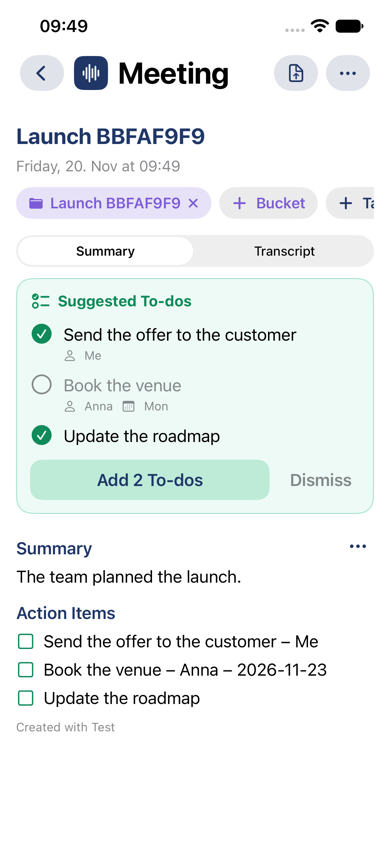 09:49
Meeting
Launch BBFAF9F9
Friday, 20. Nov at 09:49
Launch BBFAF9F9 × + Bucket + Ta
Summary Transcript
Suggested To-dos
Send the offer to the customer
Me
Book the venue
Anna Mon
Update the roadmap
Add 2 To-dos Dismiss
Summary
The team planned the launch.
Action Items
Send the offer to the customer – Me
Book the venue – Anna – 2026-11-23
Update the roadmap
Created with Test